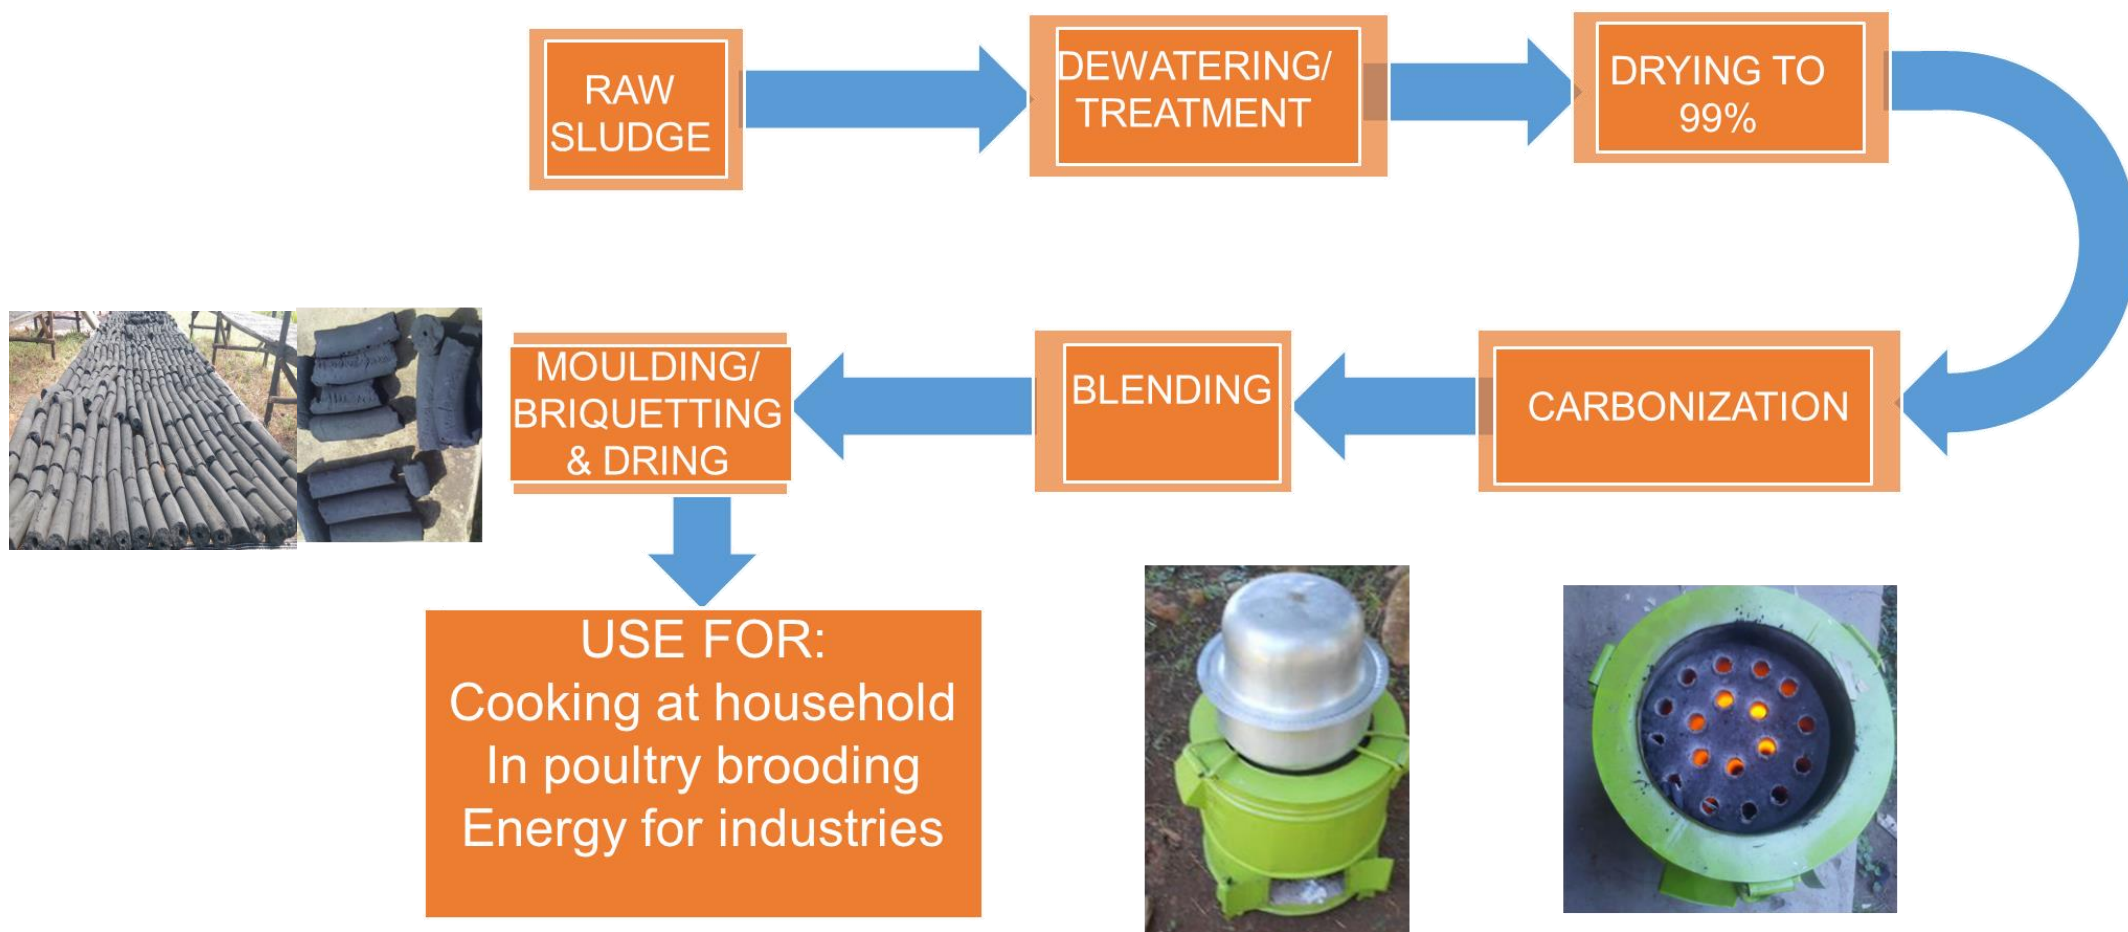 RAW
SLUDGE
DEWATERING/
TREATMENT
DRYING TO
99%
CARBONIZATION
BLENDING
MOULDING/
BRIQUETTING
& DRING
USE FOR:
Cooking at household
In poultry brooding
Energy for industries